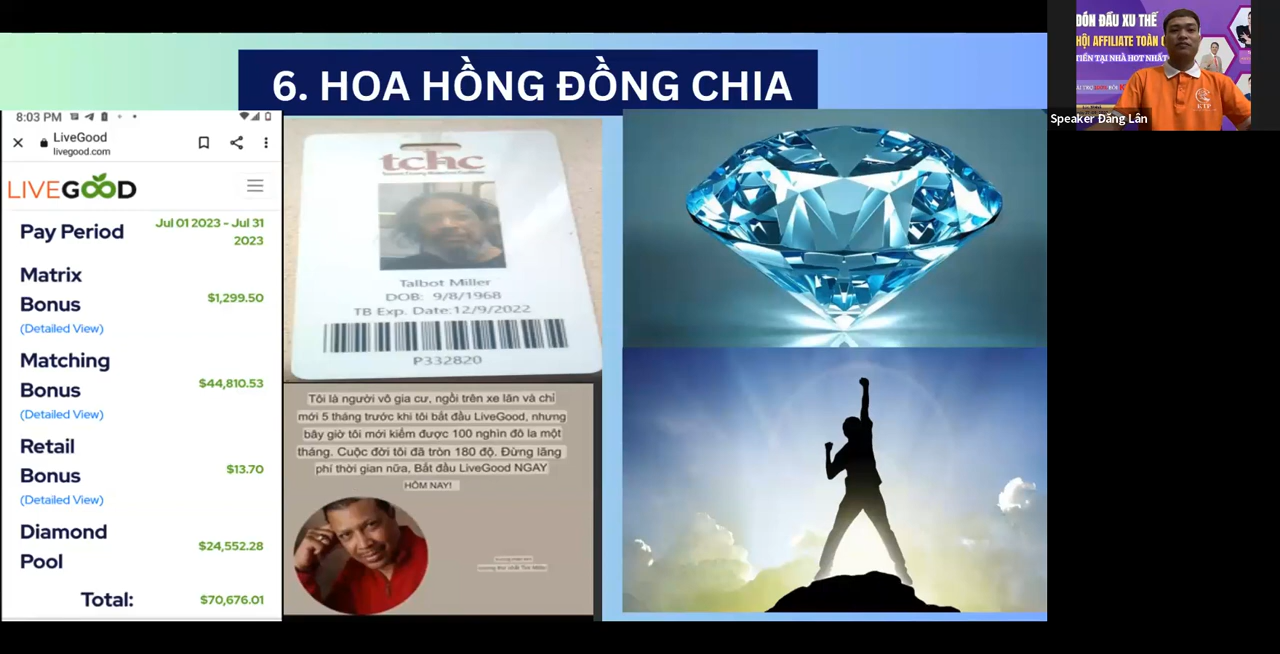 6. HOA HỒNG ĐỒNG CHIA
8:03 PM
LiveGood
livegood.com
LIVEGOOD
Pay Period
Jul 01 2023 - Jul 31
2023
Matrix
Bonus
$1,299.50
(Detailed View)
Matching
Bonus
$44,810.53
(Detailed View)
Retail
Bonus
$13.70
(Detailed View)
Diamond
Pool
$24,552.28
Total:
$70,676.01
tchc
Talbot Miller
DOB: 9/8/1968
TB Exp. Date:12/9/2022
P332820
Tôi là người vô gia cư, ngồi trên xe lăn và chỉ
mới 5 tháng trước khi tôi bắt đầu LiveGood, nhưng
bây giờ tôi mới kiếm được 100 nghìn đô la một
tháng. Cuộc đời tôi đã tròn 180 độ. Đừng lãng
phí thời gian nữa, Bắt đầu LiveGood NGAY
HÔM NAY!
ĐÓN ĐẦU XU THẾ
HỘI AFFILIATE TOÀN
TIỀN TẠI NHÀ HOT NHẤT
KTP
Speaker Đăng Lân